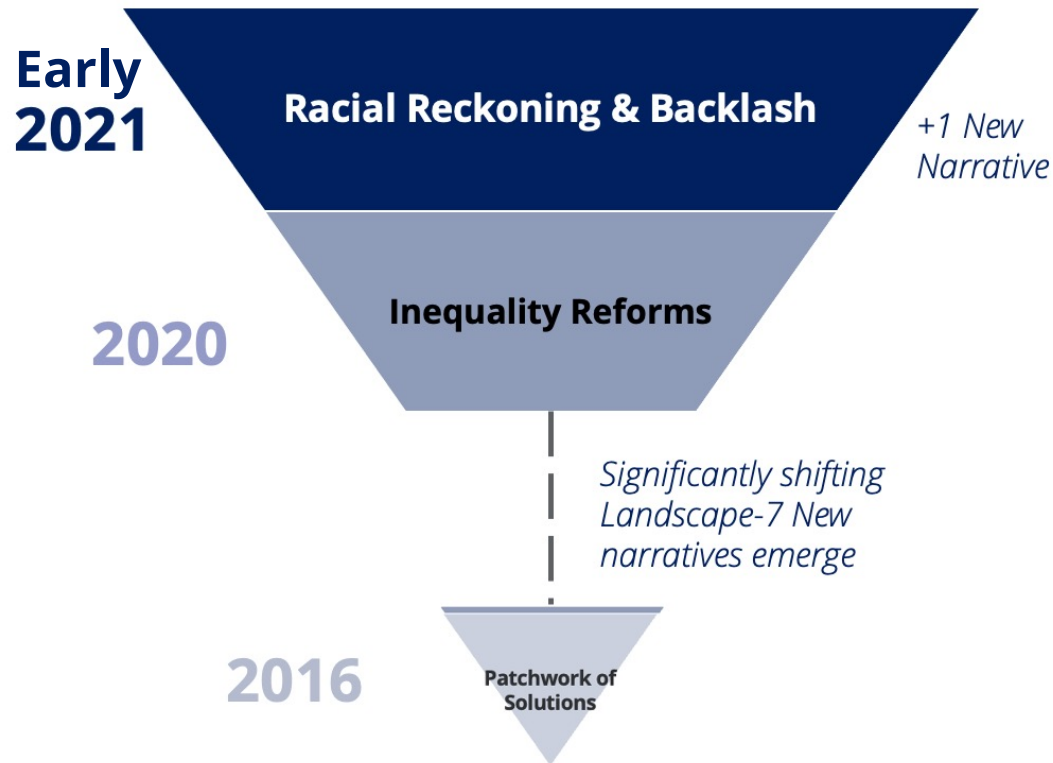 Early
2021
Racial Reckoning & Backlash
+1 New
Narrative
Inequality Reforms
2020
Significantly shifting
Landscape-7 New
narratives emerge
2016
Patchwork of
Solutions